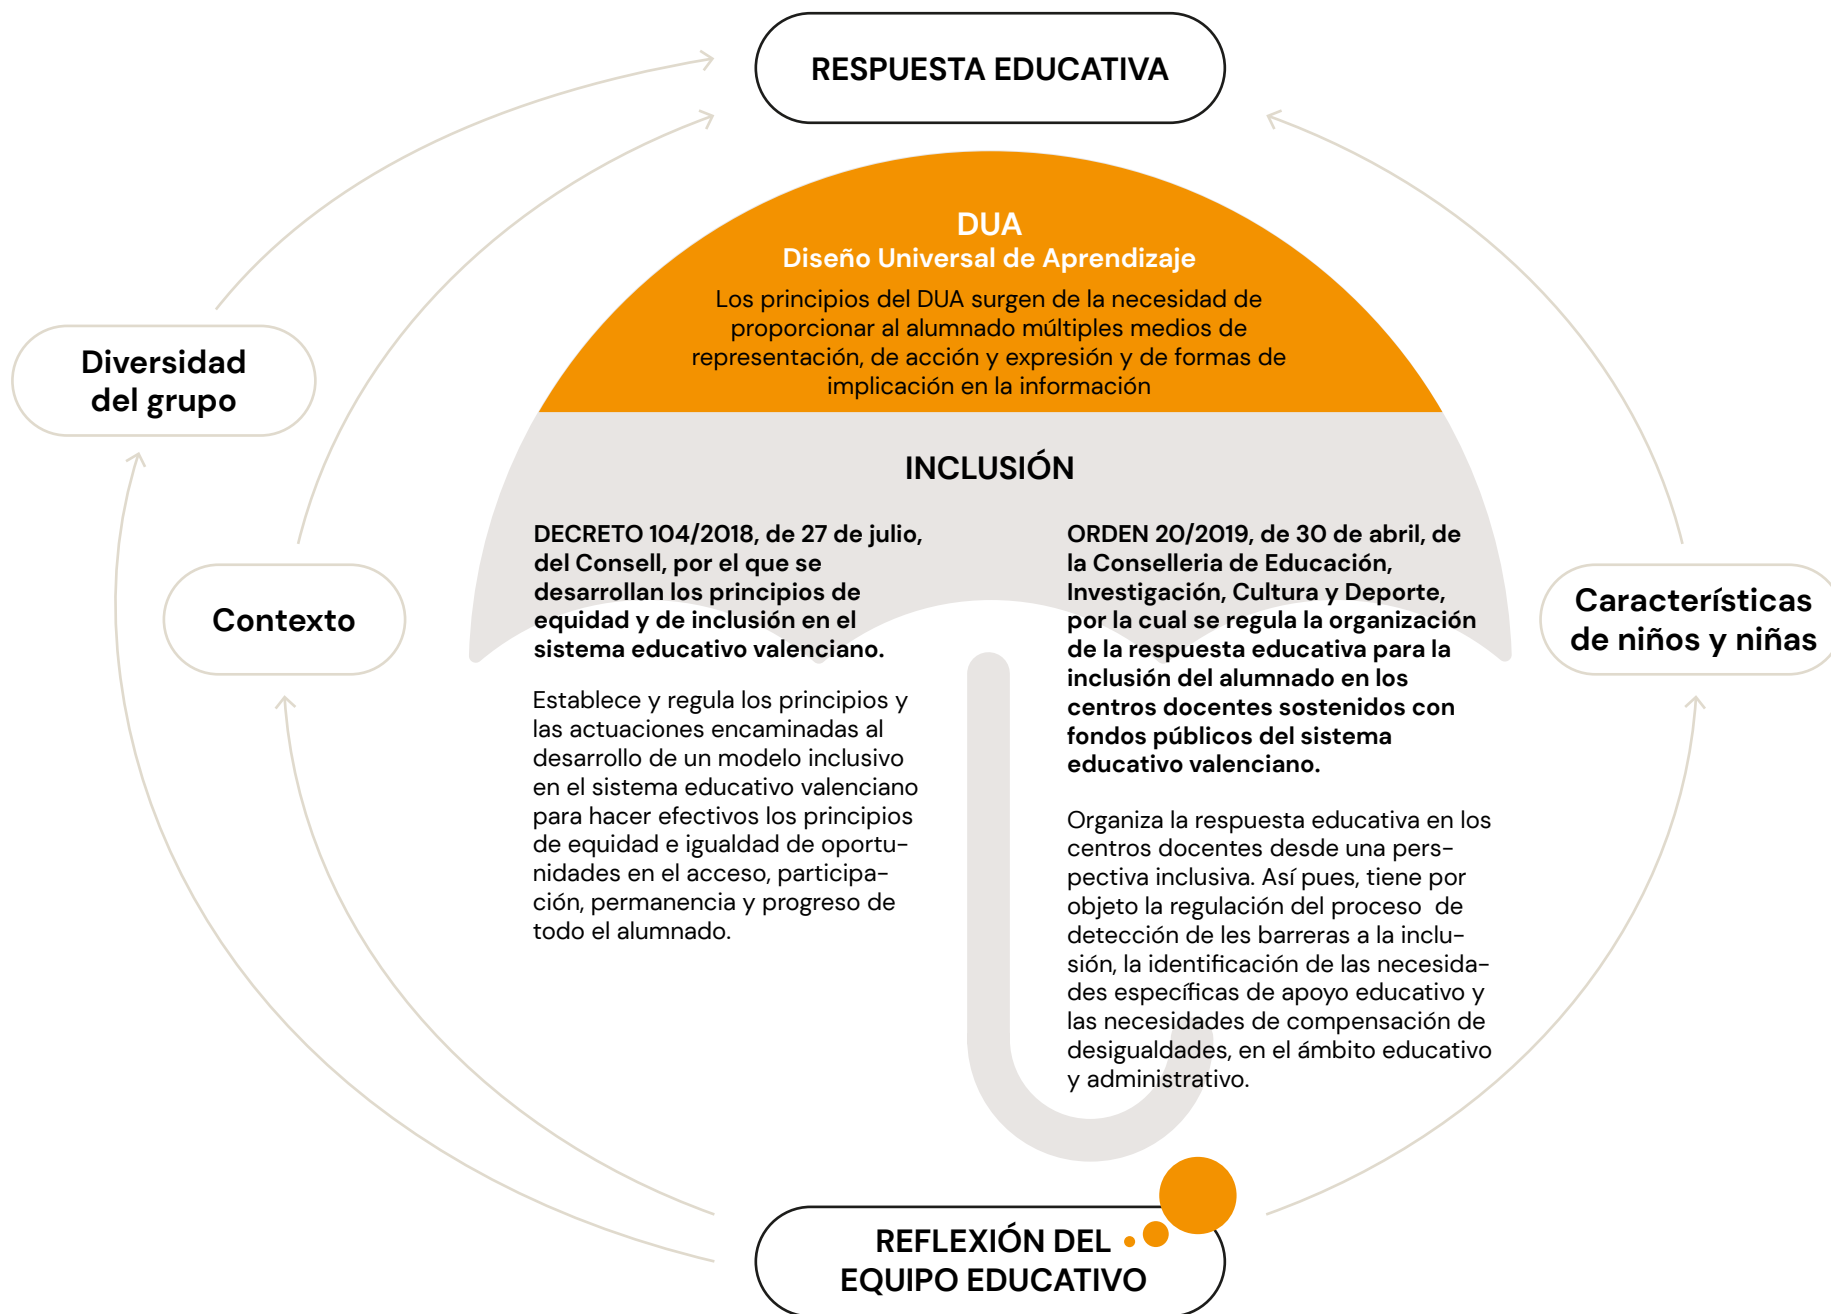 RESPUESTA EDUCATIVA
DUA
Diseño Universal de Aprendizaje
Los principios del DUA surgen de la necesidad de
proporcionar al alumnado múltiples medios de
representación, de acción y expresión y de formas de
implicación en la información
Diversidad
del grupo
INCLUSIÓN
DECRETO 104/2018, de 27 de julio,
del Consell, por el que se
desarrollan los principios de
equidad y de inclusión en el
sistema educativo valenciano.
Establece y regula los principios y
las actuaciones encaminadas al
desarrollo de un modelo inclusivo
en el sistema educativo valenciano
para hacer efectivos los principios
de equidad e igualdad de oportu-
nidades en el acceso, participa-
ción, permanencia y progreso de
todo el alumnado.
ORDEN 20/2019, de 30 de abril, de
la Conselleria de Educación,
Investigación, Cultura y Deporte,
por la cual se regula la organización
de la respuesta educativa para la
inclusión del alumnado en los
centros docentes sostenidos con
fondos públicos del sistema
educativo valenciano.
Organiza la respuesta educativa en los
centros docentes desde una pers-
pectiva inclusiva. Así pues, tiene por
objeto la regulación del proceso de
detección de les barreras a la inclu-
sión, la identificación de las necesida-
des específicas de apoyo educativo y
las necesidades de compensación de
desigualdades, en el ámbito educativo
y administrativo.
Contexto
Características
de niños y niñas
REFLEXIÓN DEL
EQUIPO EDUCATIVO